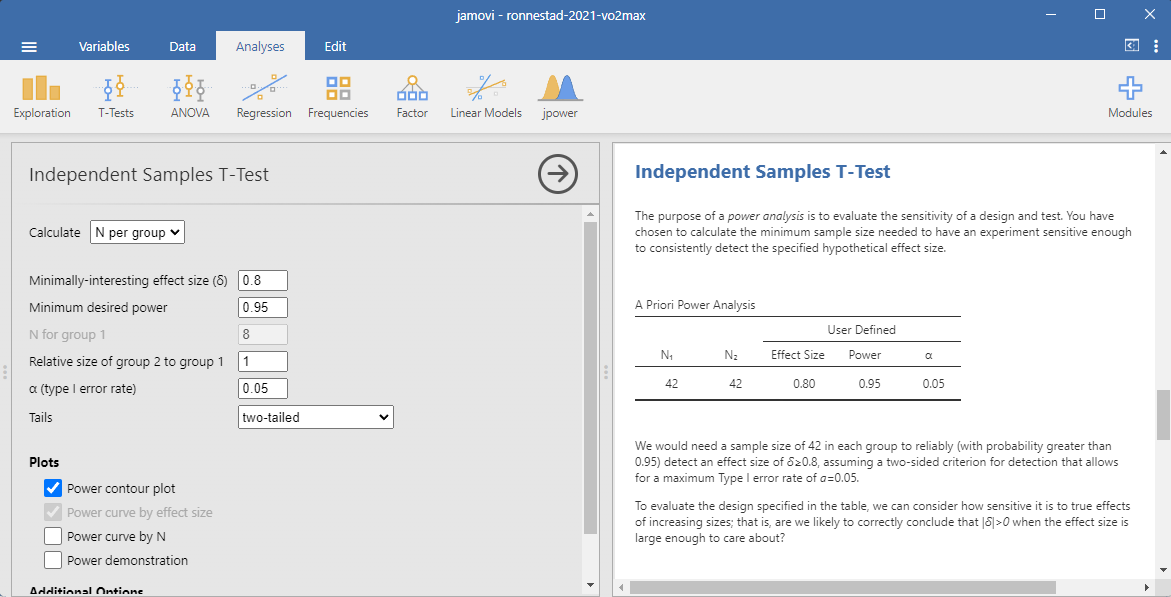 jamovi - ronnestad-2021-vo2max
Variables Data Analyses Edit
Exploration T-Tests ANOVA Regression Frequencies Factor Linear Models jpower Modules
Independent Samples T-Test
Calculate N per group
Minimally-interesting effect size (δ) 0.8
Minimum desired power 0.95
N for group 1 8
Relative size of group 2 to group 1 1
α (type I error rate) 0.05
Tails two-tailed
Plots
Power contour plot
Power curve by effect size
Power curve by N
Power demonstration
Additional Options
Independent Samples T-Test
The purpose of a power analysis is to evaluate the sensitivity of a design and test. You have
chosen to calculate the minimum sample size needed to have an experiment sensitive enough
to consistently detect the specified hypothetical effect size.
A Priori Power Analysis
User Defined
N₁ N₂ Effect Size Power α
42 42 0.80 0.95 0.05
We would need a sample size of 42 in each group to reliably (with probability greater than
0.95) detect an effect size of δ≥0.8, assuming a two-sided criterion for detection that allows
for a maximum Type I error rate of α=0.05.
To evaluate the design specified in the table, we can consider how sensitive it is to true effects
of increasing sizes; that is, are we likely to correctly conclude that |δ|>0 when the effect size is
large enough to care about?